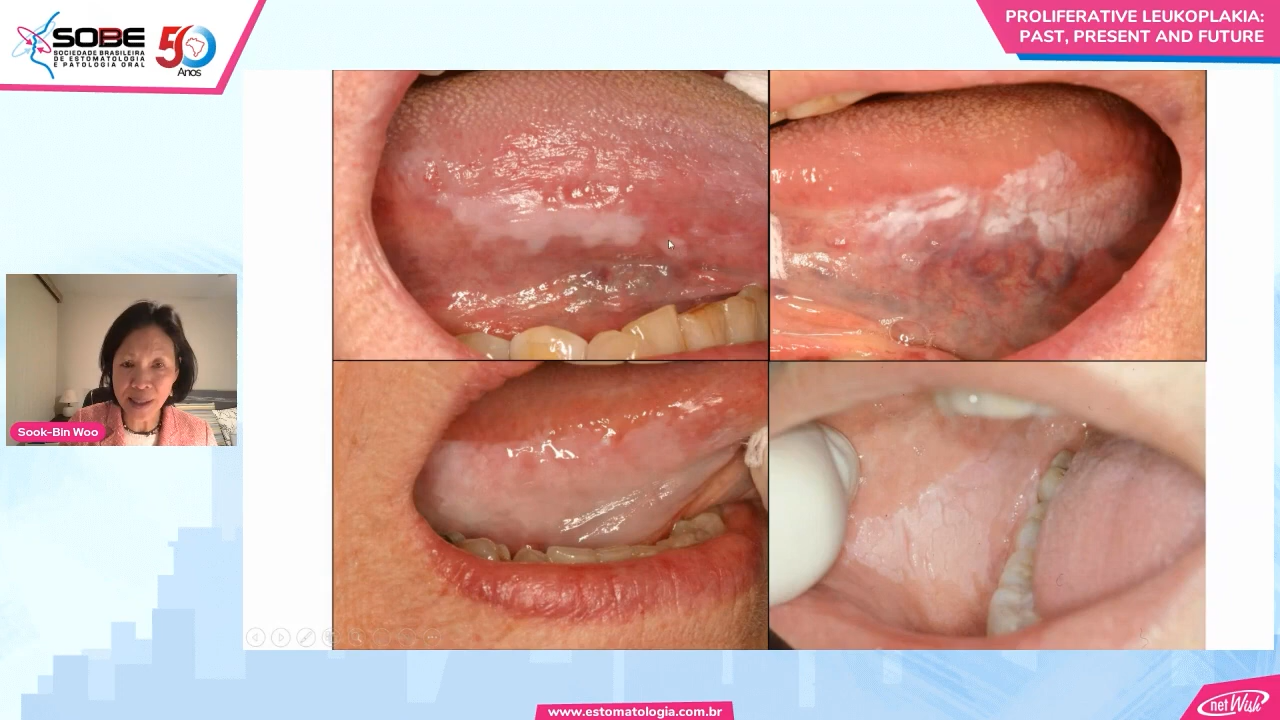 SOBE
SOCIEDADE BRASILEIRA
DE ESTOMATOLOGIA
E PATOLOGIA ORAL
50
Anos
PROLIFERATIVE LEUKOPLAKIA:
PAST, PRESENT AND FUTURE
Sook-Bin Woo
www.estomatologia.com.br
netWish